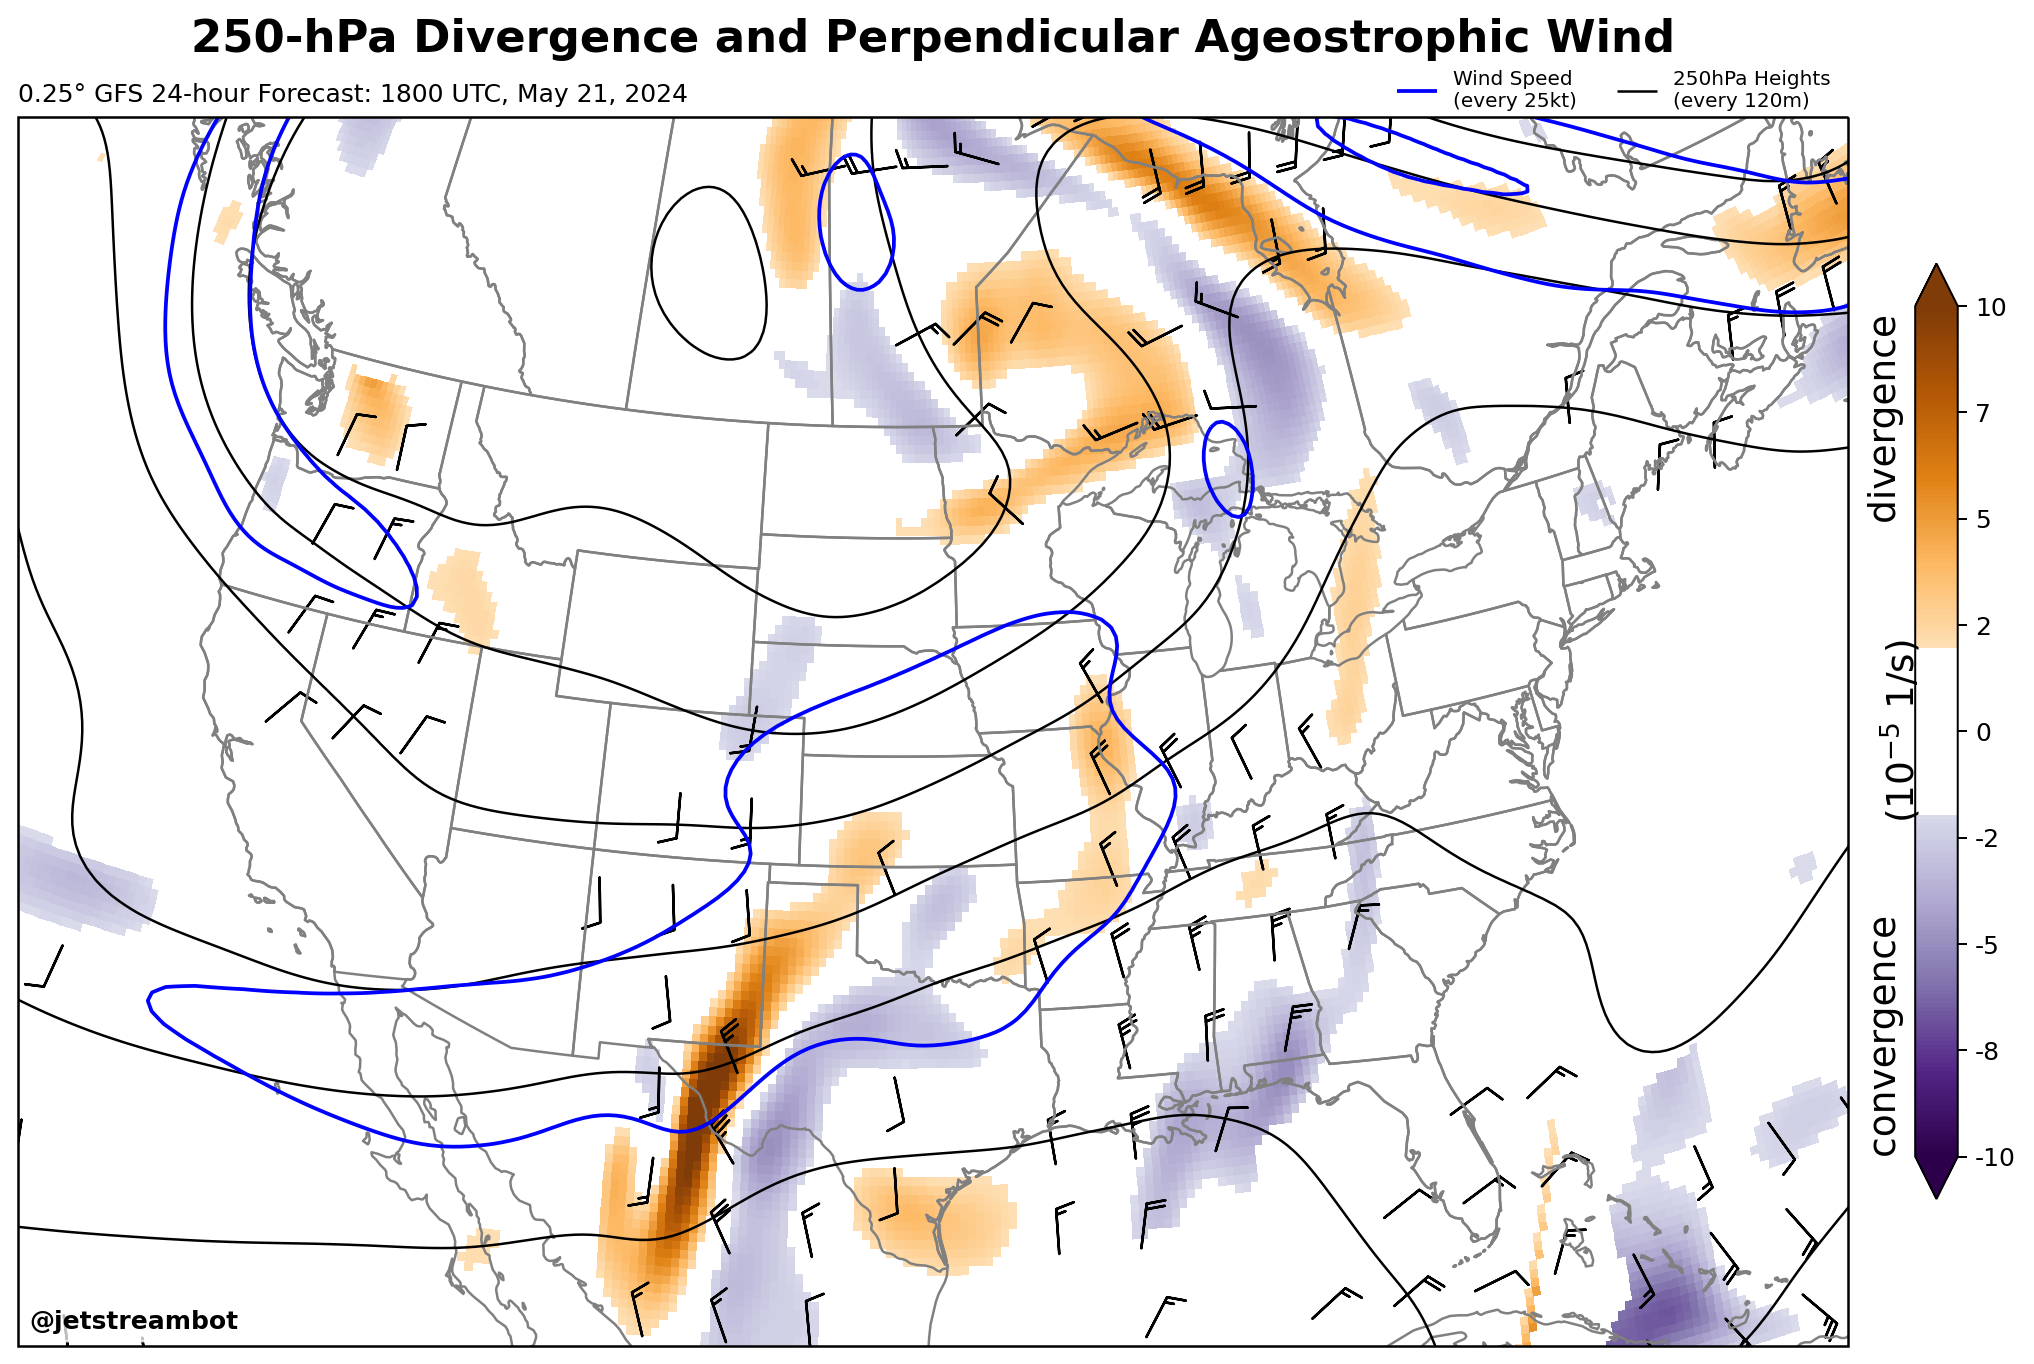 250-hPa Divergence and Perpendicular Ageostrophic Wind
0.25° GFS 24-hour Forecast: 1800 UTC, May 21, 2024
Wind Speed
(every 25kt)
250hPa Heights
(every 120m)
divergence
(10⁻⁵ 1/s)
convergence
10
7
5
2
0
-2
-5
-8
-10
@jetstreambot